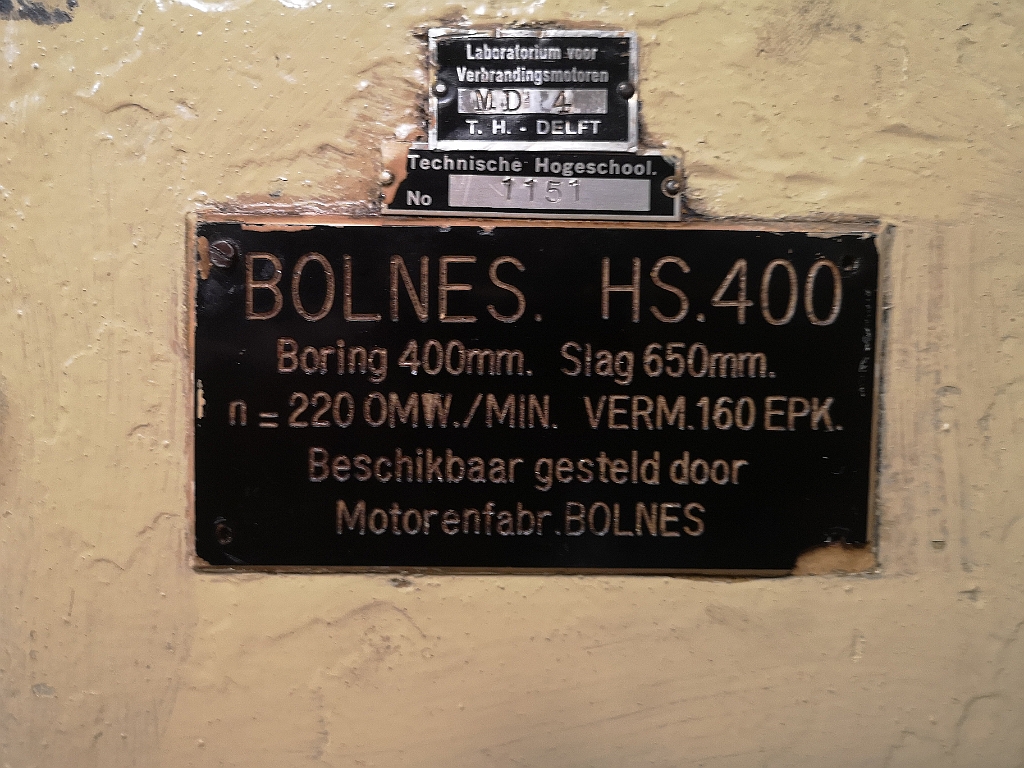 Laboratorium voor
Verbrandingsmotoren
MD 4
T. H. - DELFT
Technische Hogeschool.
No 1151
BOLNES. HS.400
Boring 400mm. Slag 650mm.
n = 220 OMW./MIN. VERM.160 EPK.
Beschikbaar gesteld door
Motorenfabr.BOLNES